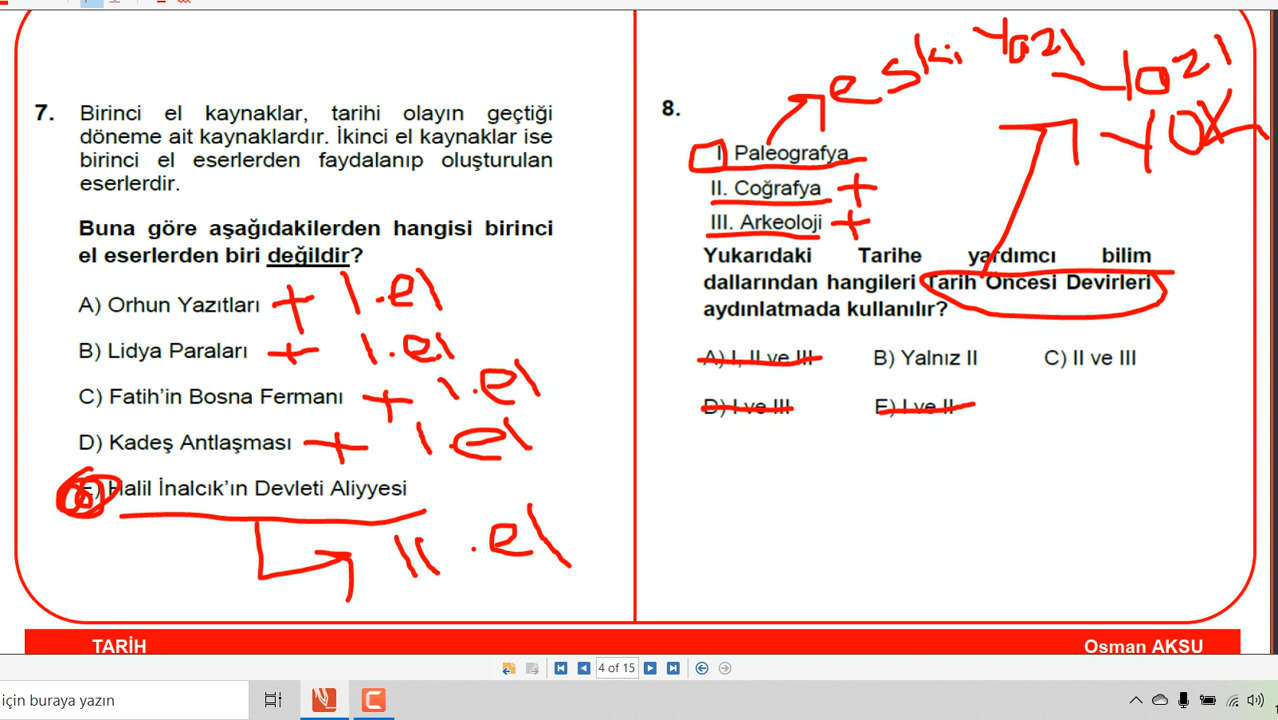 7. Birinci el kaynaklar, tarihi olayın geçtiği
döneme ait kaynaklardır. İkinci el kaynaklar ise
birinci el eserlerden faydalanıp oluşturulan
eserlerdir.
Buna göre aşağıdakilerden hangisi birinci
el eserlerden biri değildir?
A) Orhun Yazıtları + 1.el
B) Lidya Paraları + 1.el
C) Fatih'in Bosna Fermanı + 1.el
D) Kadeş Antlaşması + 1 el
E) Halil İnalcık'ın Devleti Aliyyesi
11 .el
eski yazı
yazı
yok
8.
I. Paleografya
II. Coğrafya +
III. Arkeoloji +
Yukarıdaki Tarihe yardımcı bilim
dallarından hangileri Tarih Öncesi Devirleri
aydınlatmada kullanılır?
A) I, II ve III B) Yalnız II C) II ve III
D) I ve III E) I ve II
TARİH Osman AKSU
4 of 15
için buraya yazın